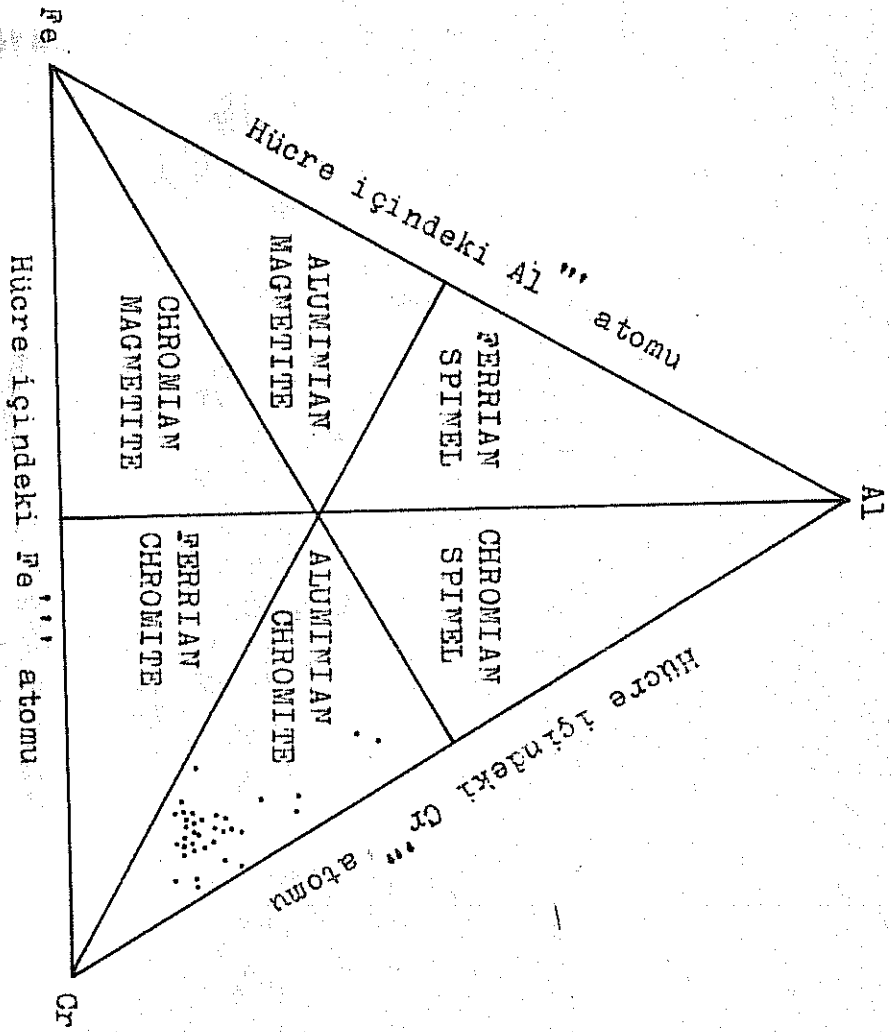 Al
Fe
Cr
Hücre içindeki Al''' atomu
Hücre içindeki Cr''' atomu
Hücre içindeki Fe''' atomu
FERRIAN
SPINEL
CHROMIAN
SPINEL
ALUMINIAN
MAGNETITE
ALUMINIAN
CHROMITE
CHROMIAN
MAGNETITE
FERRIAN
CHROMITE